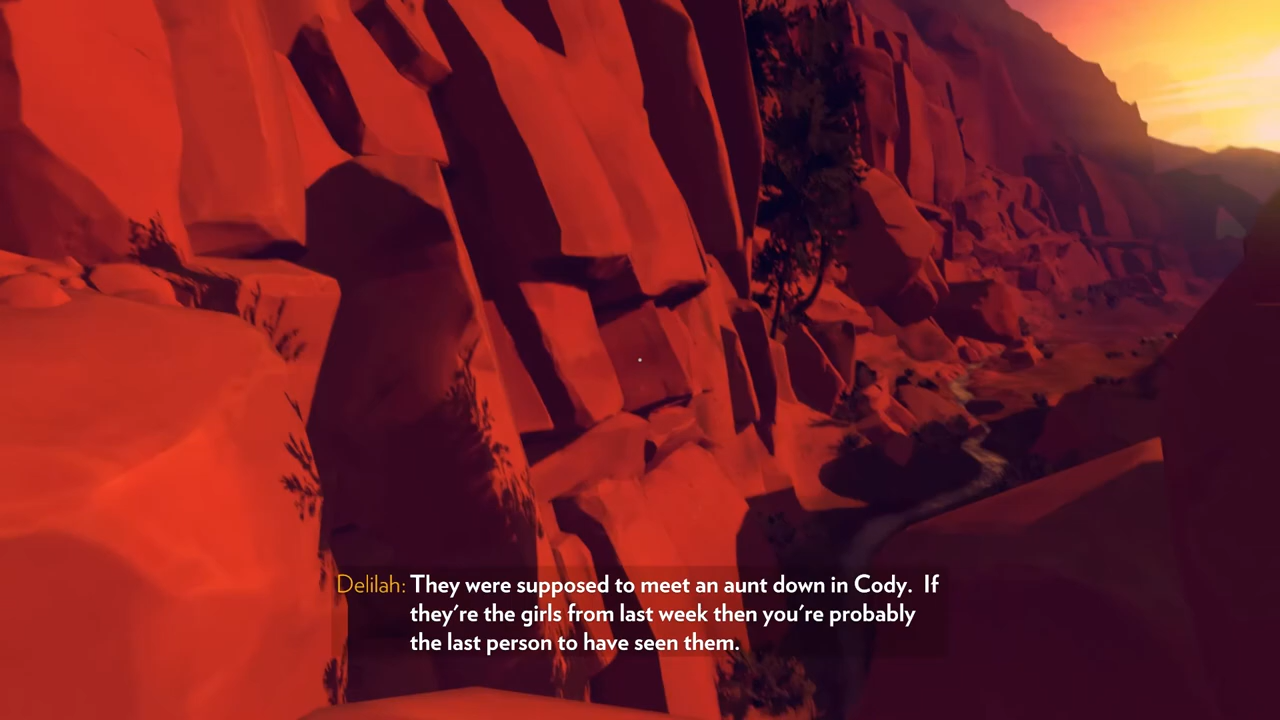 Delilah: They were supposed to meet an aunt down in Cody.  If
they're the girls from last week then you're probably
the last person to have seen them.